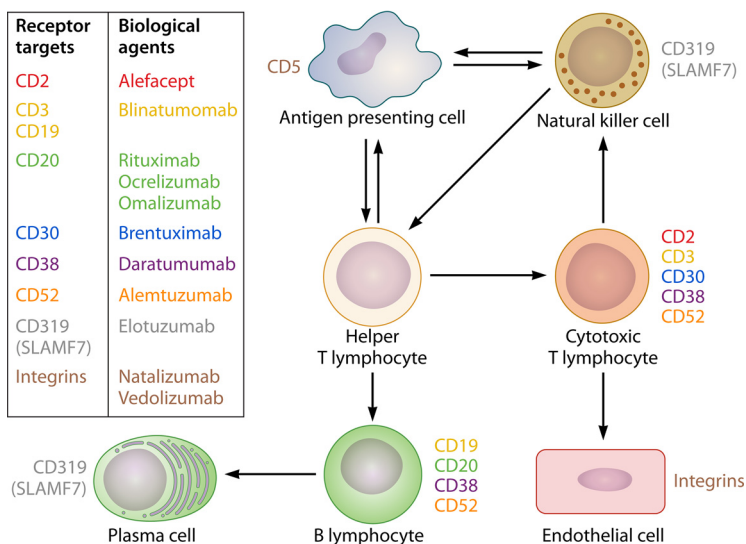 Receptor targets
Biological agents
CD2
Alefacept
CD3
CD19
Blinatumomab
CD20
Rituximab
Ocrelizumab
Omalizumab
CD30
Brentuximab
CD38
Daratumumab
CD52
Alemtuzumab
CD319
(SLAMF7)
Elotuzumab
Integrins
Natalizumab
Vedolizumab
CD5
Antigen presenting cell
CD319
(SLAMF7)
Natural killer cell
Helper
T lymphocyte
CD2
CD3
CD30
CD38
CD52
Cytotoxic
T lymphocyte
CD319
(SLAMF7)
Plasma cell
CD19
CD20
CD38
CD52
B lymphocyte
Integrins
Endothelial cell